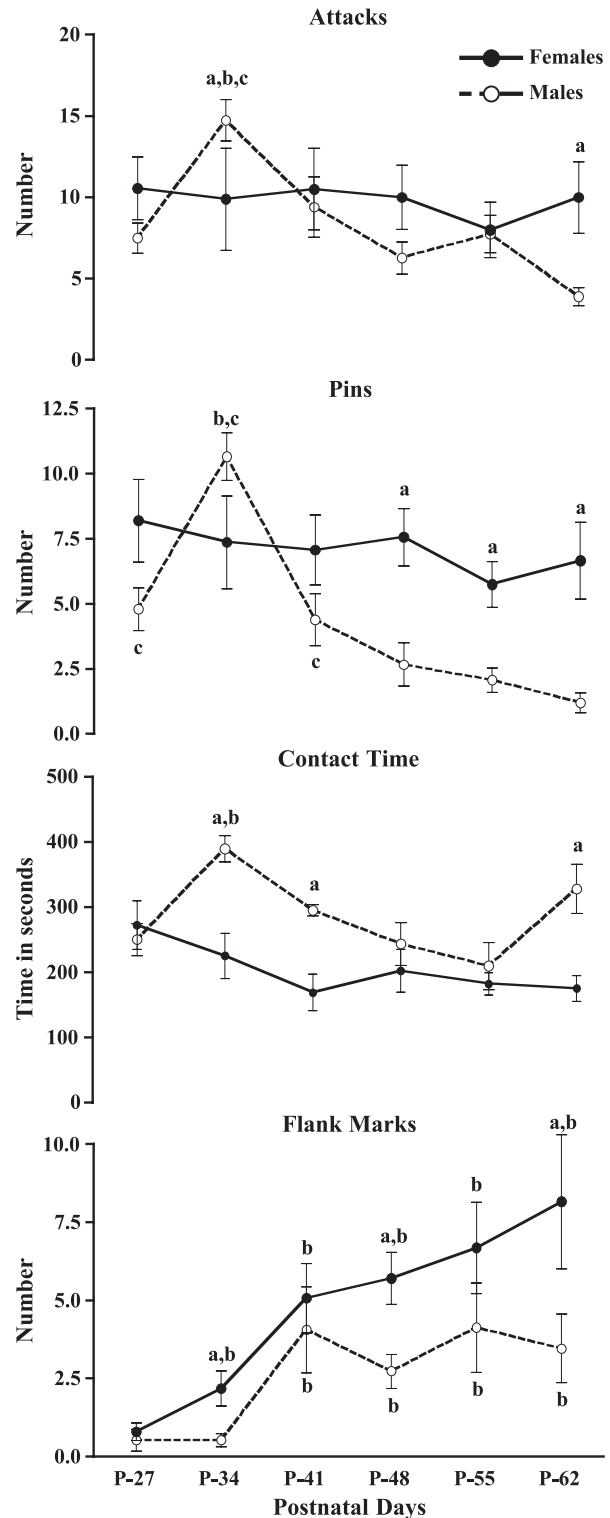 Attacks
20
Females
Males
a,b,c
15
a
10
Number
5
0
Pins
12.5
b,c
10.0
a
a
a
7.5
Number
5.0
c
c
2.5
0.0
Contact Time
500
a,b
400
a
a
300
Time in seconds
200
100
0
Flank Marks
10.0
a,b
b
7.5
a,b
b
Number
5.0
a,b
2.5
b
b
b
b
0.0
P-27 P-34 P-41 P-48 P-55 P-62
Postnatal Days